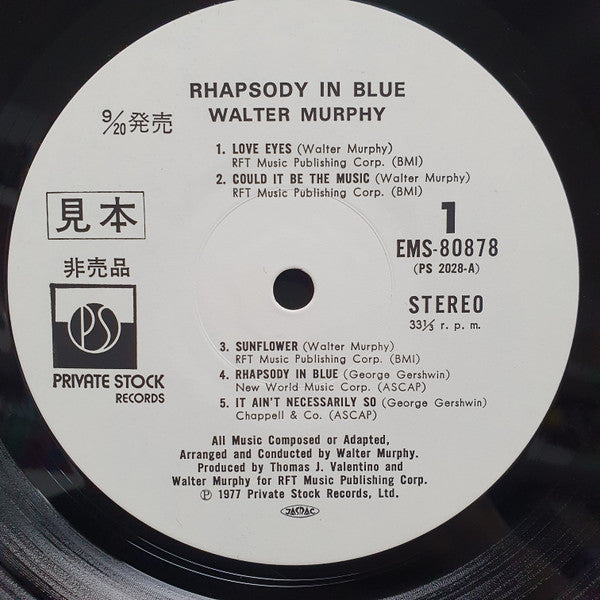 RHAPSODY IN BLUE
WALTER MURPHY
9/20発売
1. LOVE EYES (Walter Murphy)
RFT Music Publishing Corp. (BMI)
2. COULD IT BE THE MUSIC (Walter Murphy)
RFT Music Publishing Corp. (BMI)
見本
非売品
PS
PRIVATE STOCK
RECORDS
1
EMS-80878
(PS 2028-A)
STEREO
33⅓ r. p. m.
3. SUNFLOWER (Walter Murphy)
RFT Music Publishing Corp. (BMI)
4. RHAPSODY IN BLUE (George Gershwin)
New World Music Corp. (ASCAP)
5. IT AIN'T NECESSARILY SO (George Gershwin)
Chappell & Co. (ASCAP)
All Music Composed or Adapted,
Arranged and Conducted by Walter Murphy.
Produced by Thomas J. Valentino and
Walter Murphy for RFT Music Publishing Corp.
℗ 1977 Private Stock Records, Ltd.
JASRAC